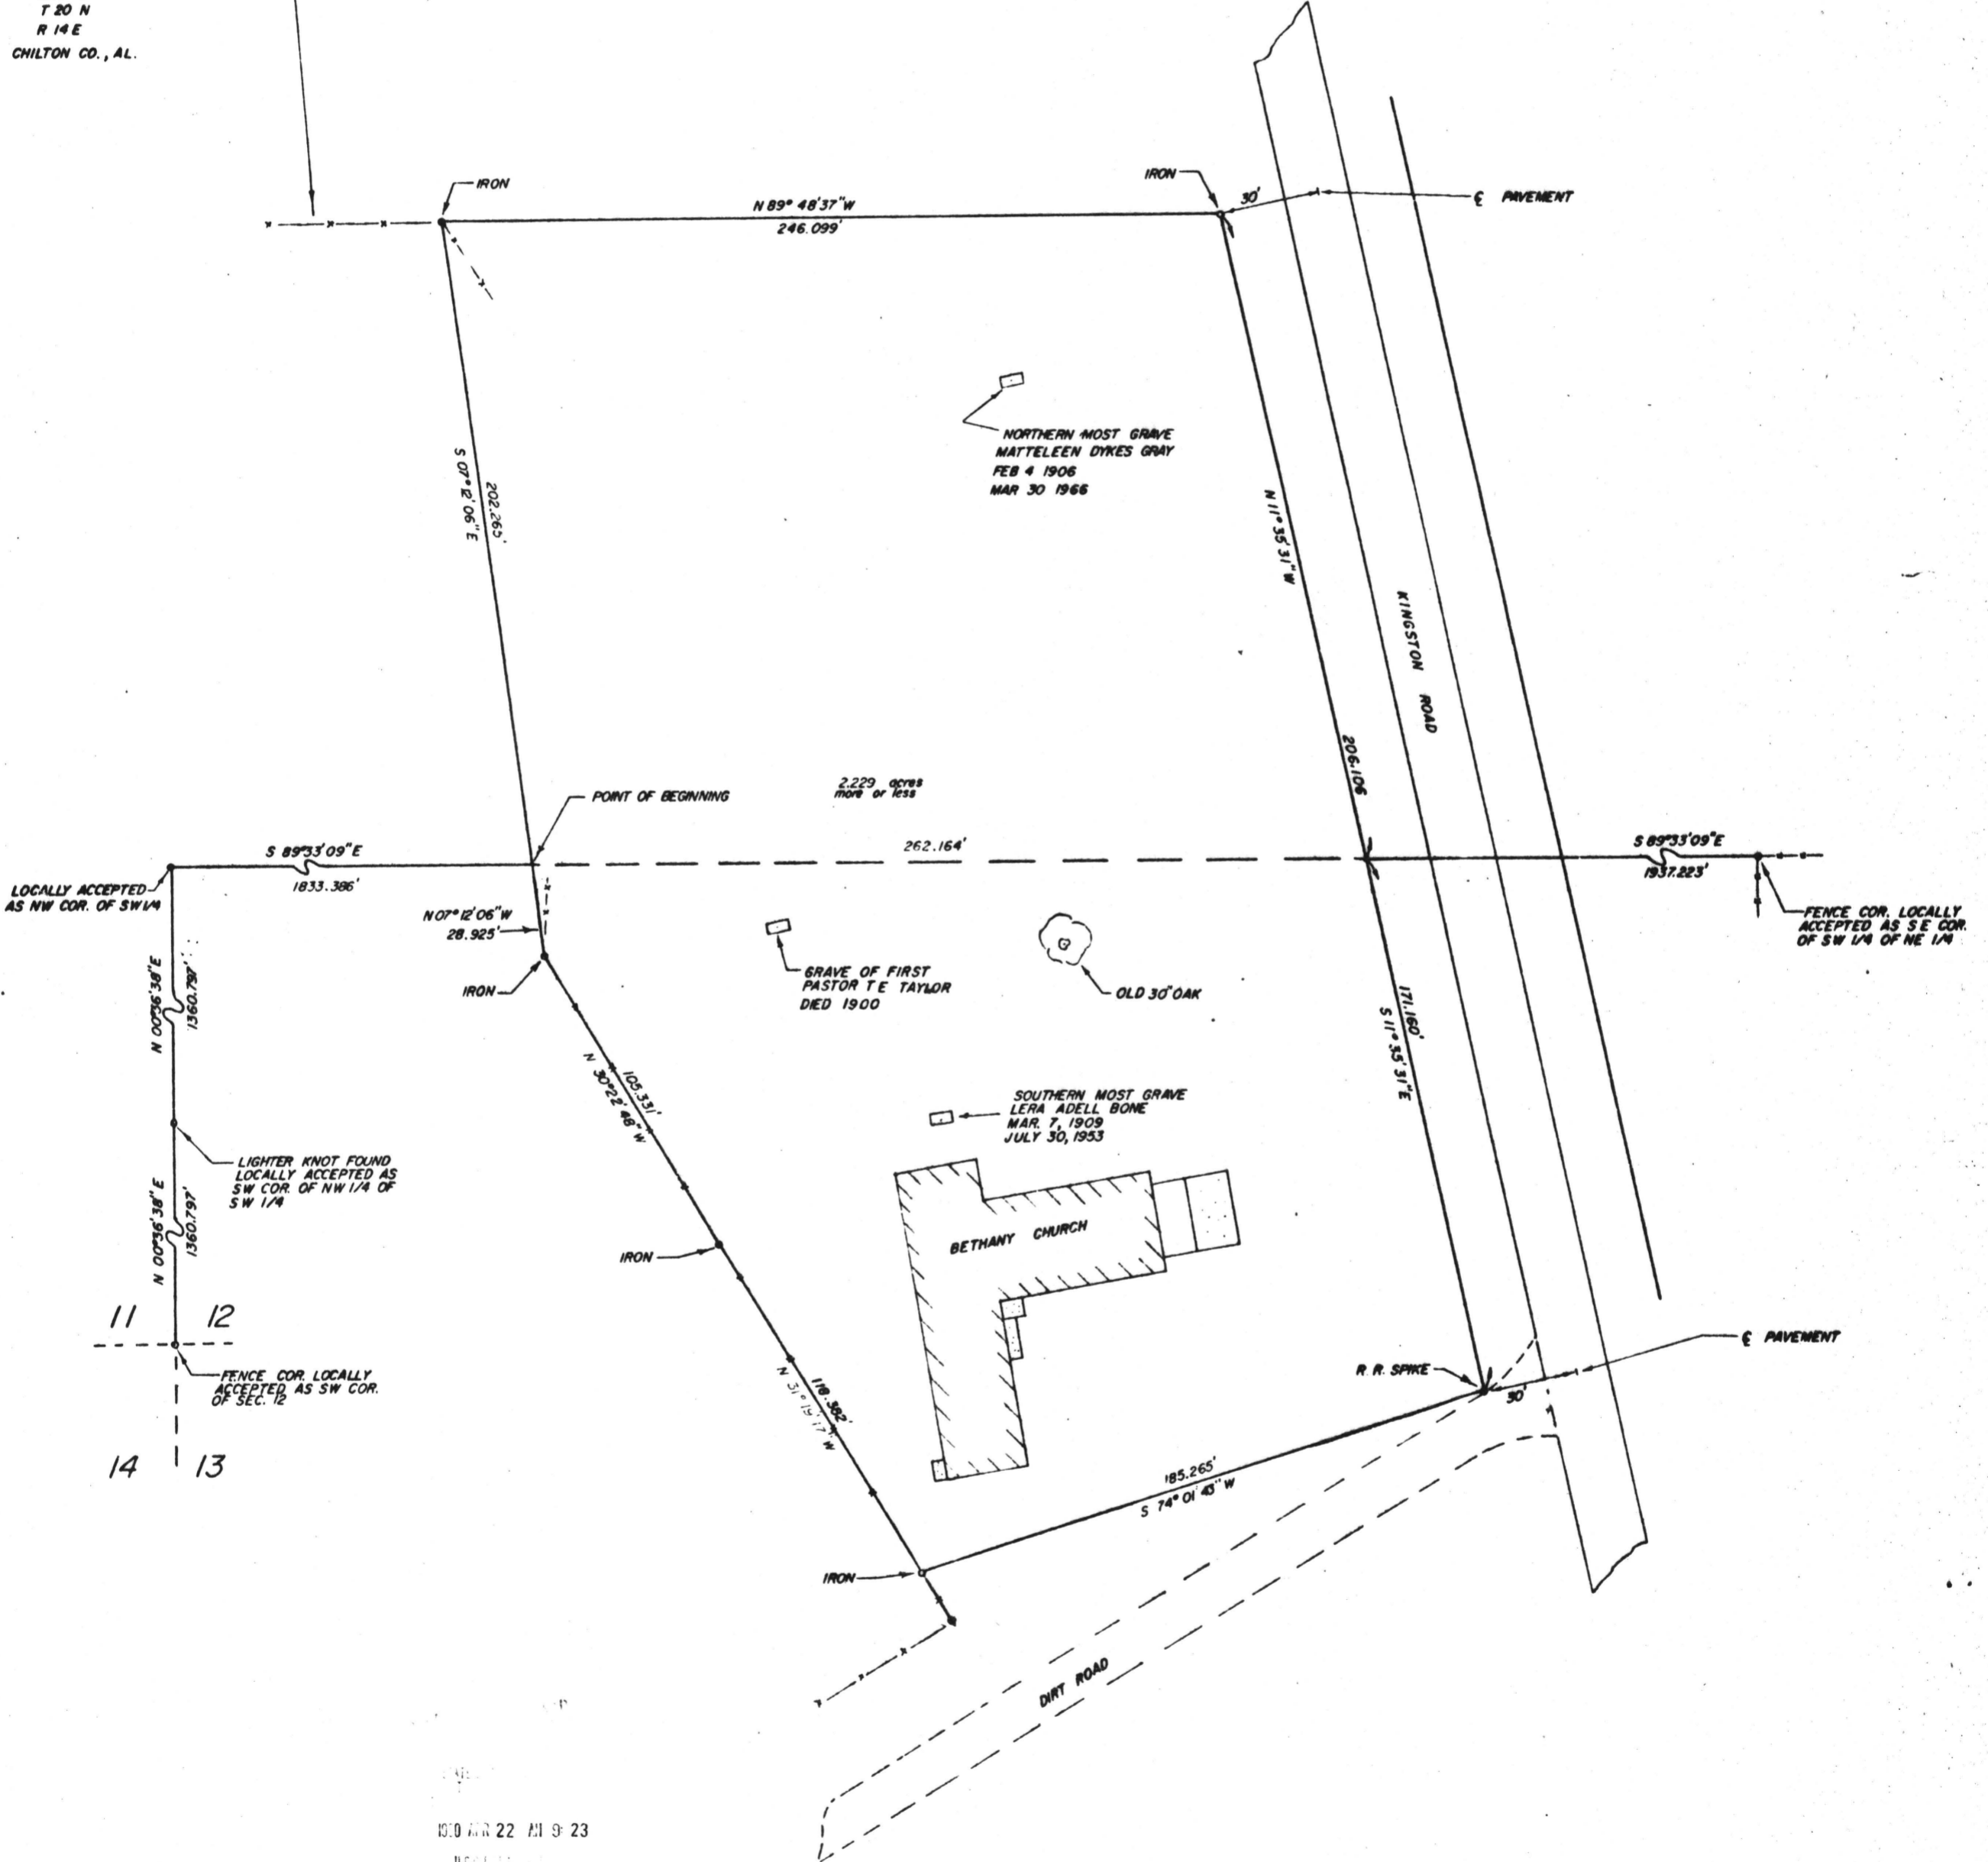 T 20 N
R 14 E
CHILTON CO., AL.
IRON
IRON
N 89° 48' 37" W
246.099'
30'
℄ PAVEMENT
NORTHERN MOST GRAVE
MATTELEEN DYKES GRAY
FEB 4 1906
MAR 30 1966
202.265'
S 07° 12' 06" E
N 11° 35' 31" W
206.106
KINGSTON ROAD
POINT OF BEGINNING
2.229 acres
more or less
S 89°33'09"E
1833.386'
262.164'
S 89°33'09"E
1937.223'
LOCALLY ACCEPTED
AS NW COR. OF SW1/4
FENCE COR. LOCALLY
ACCEPTED AS S E COR.
OF SW 1/4 OF NE 1/4
N 07° 12' 06" W
28.925'
IRON
GRAVE OF FIRST
PASTOR T E TAYLOR
DIED 1900
OLD 30" OAK
171.160'
S 11° 35' 31" E
N 00°36'38" E
1360.797'
105.331'
N 30° 22' 48" W
SOUTHERN MOST GRAVE
LERA ADELL BONE
MAR. 7, 1909
JULY 30, 1953
LIGHTER KNOT FOUND
LOCALLY ACCEPTED AS
SW COR. OF NW 1/4 OF
SW 1/4
N 00°36'38" E
1360.797'
BETHANY CHURCH
IRON
11 12
FENCE COR. LOCALLY
ACCEPTED AS SW COR.
OF SEC. 12
14 13
118.382'
N 31° 19' 17" W
℄ PAVEMENT
R. R. SPIKE
30'
185.265'
S 74° 01' 43" W
IRON
DIRT ROAD
APR 22 AM 9: 23